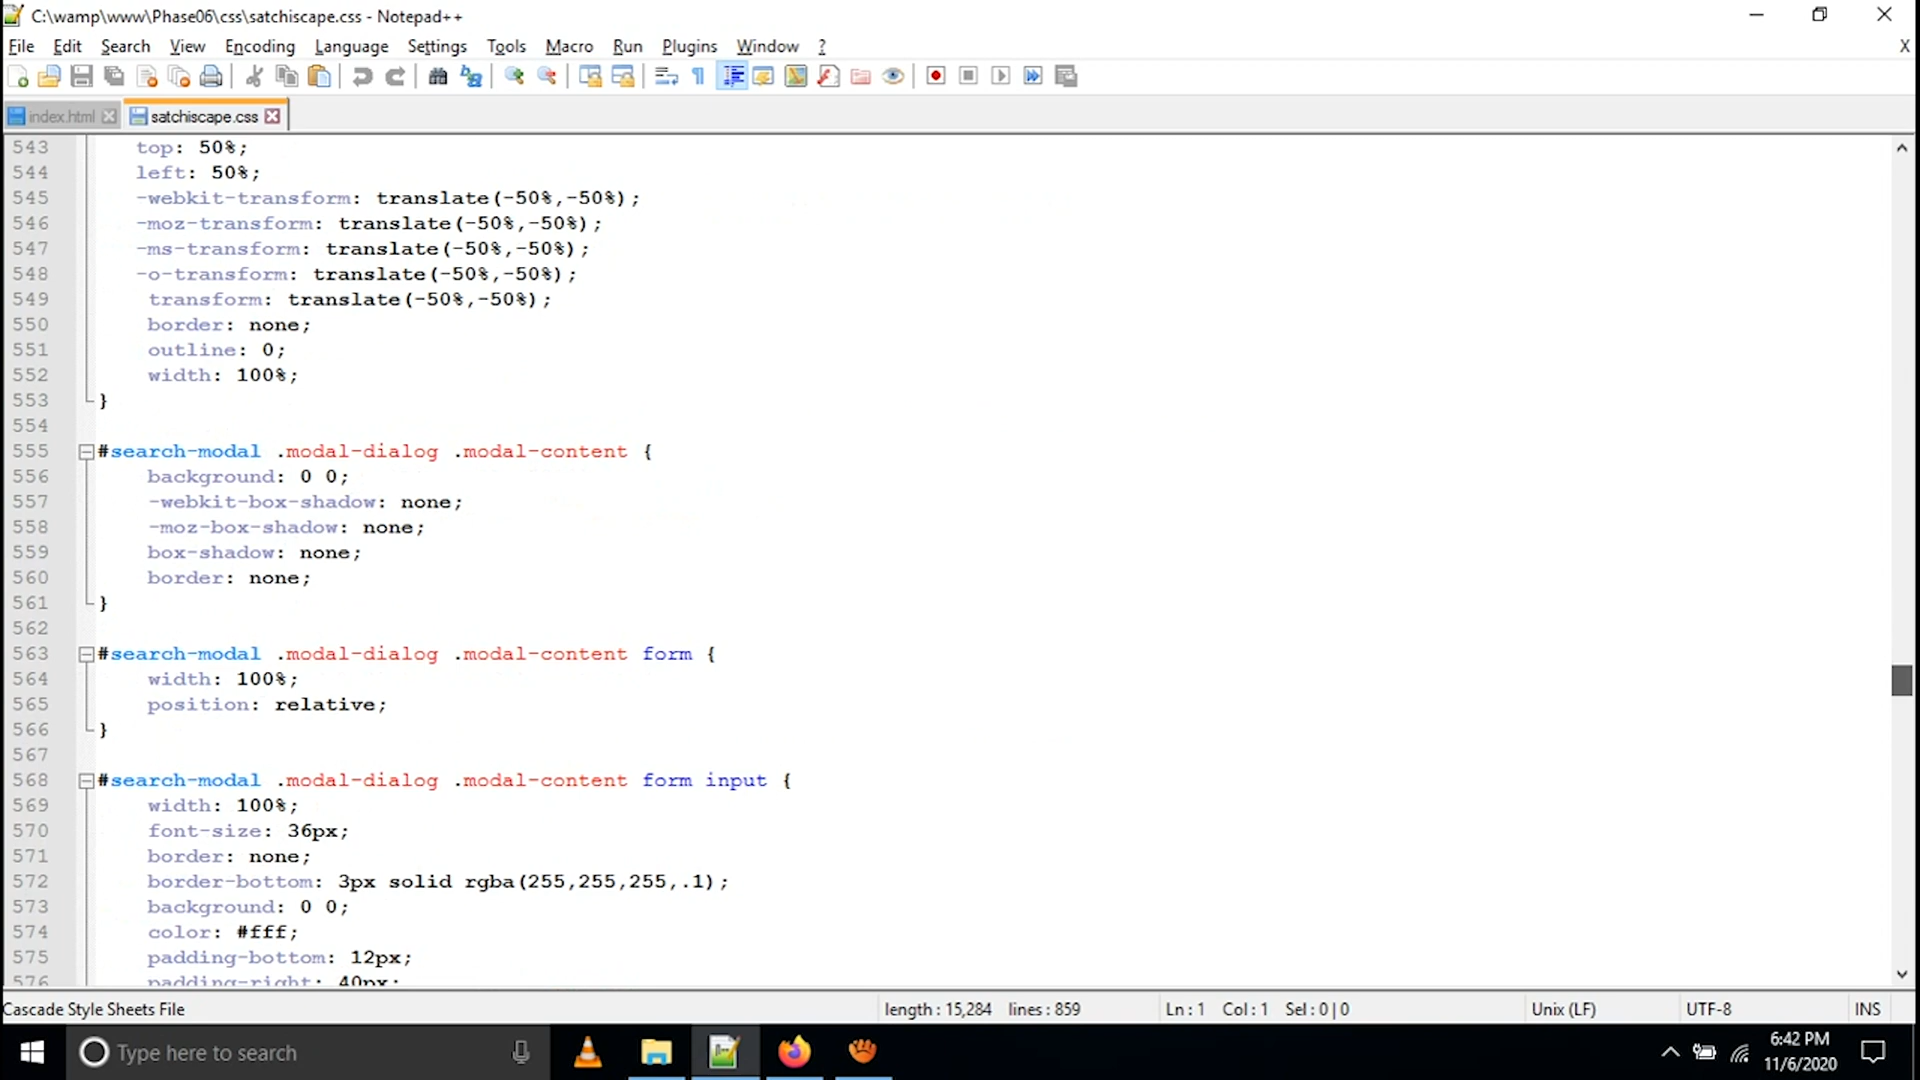 C:\wamp\www\Phase06\css\satchiscape.css - Notepad++
File Edit Search View Encoding Language Settings Tools Macro Run Plugins Window ? X
index.html satchiscape.css
543 top: 50%;
544 left: 50%;
545 -webkit-transform: translate(-50%,-50%);
546 -moz-transform: translate(-50%,-50%);
547 -ms-transform: translate(-50%,-50%);
548 -o-transform: translate(-50%,-50%);
549 transform: translate(-50%,-50%);
550 border: none;
551 outline: 0;
552 width: 100%;
553 }
554
555 #search-modal .modal-dialog .modal-content {
556 background: 0 0;
557 -webkit-box-shadow: none;
558 -moz-box-shadow: none;
559 box-shadow: none;
560 border: none;
561 }
562
563 #search-modal .modal-dialog .modal-content form {
564 width: 100%;
565 position: relative;
566 }
567
568 #search-modal .modal-dialog .modal-content form input {
569 width: 100%;
570 font-size: 36px;
571 border: none;
572 border-bottom: 3px solid rgba(255,255,255,.1);
573 background: 0 0;
574 color: #fff;
575 padding-bottom: 12px;
576 padding-right: 40px;
Cascade Style Sheets File length : 15,284 lines : 859 Ln : 1 Col : 1 Sel : 0 | 0 Unix (LF) UTF-8 INS
Type here to search 6:42 PM
11/6/2020